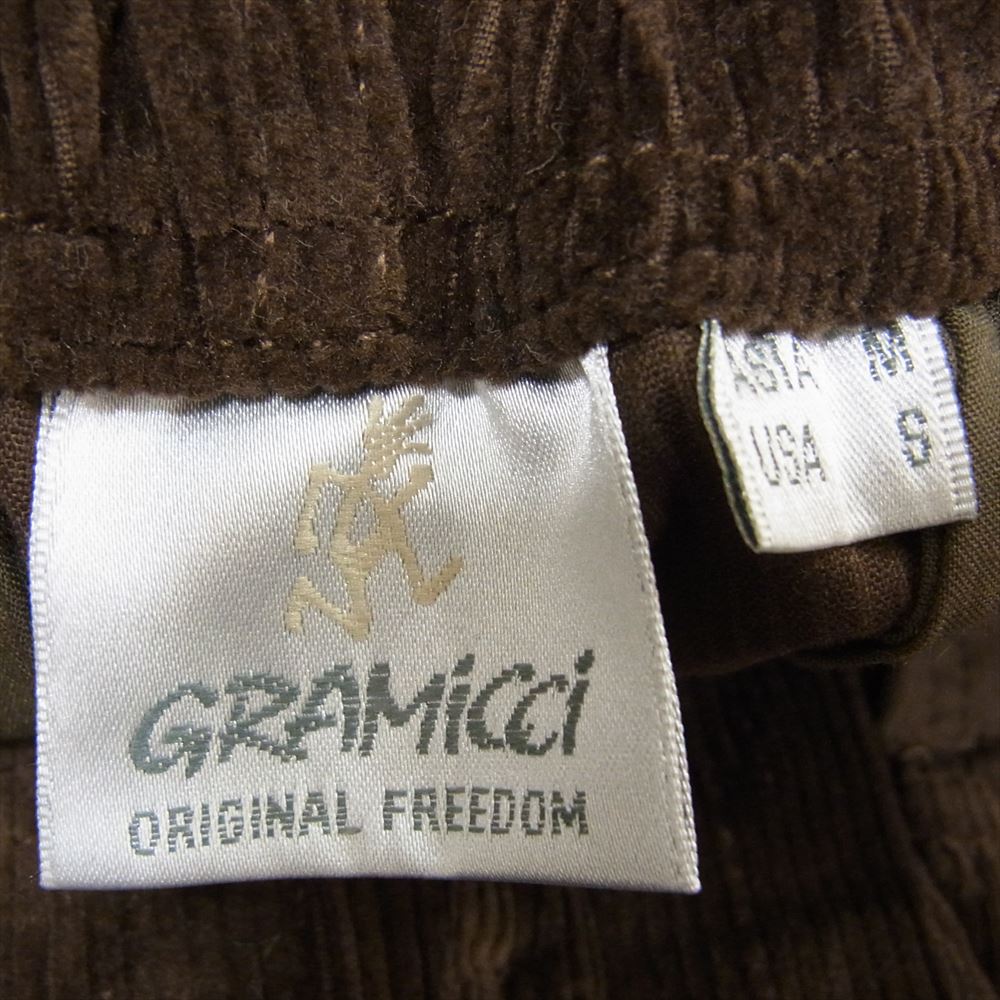 GRAMiCCi
ORIGINAL FREEDOM
ASIA M
USA S